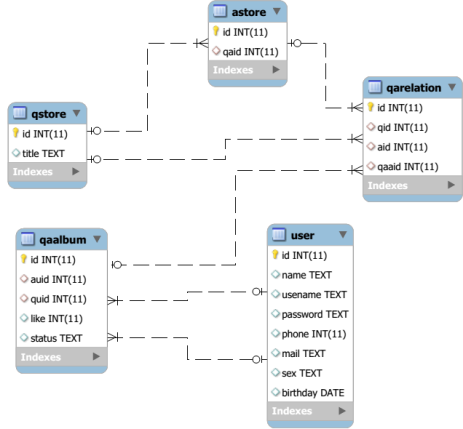 astore
id INT(11)
qaid INT(11)
Indexes
qarelation
id INT(11)
qid INT(11)
aid INT(11)
qaaid INT(11)
Indexes
qstore
id INT(11)
title TEXT
Indexes
qaalbum
id INT(11)
auid INT(11)
quid INT(11)
like INT(11)
status TEXT
Indexes
user
id INT(11)
name TEXT
usename TEXT
password TEXT
phone INT(11)
mail TEXT
sex TEXT
birthday DATE
Indexes